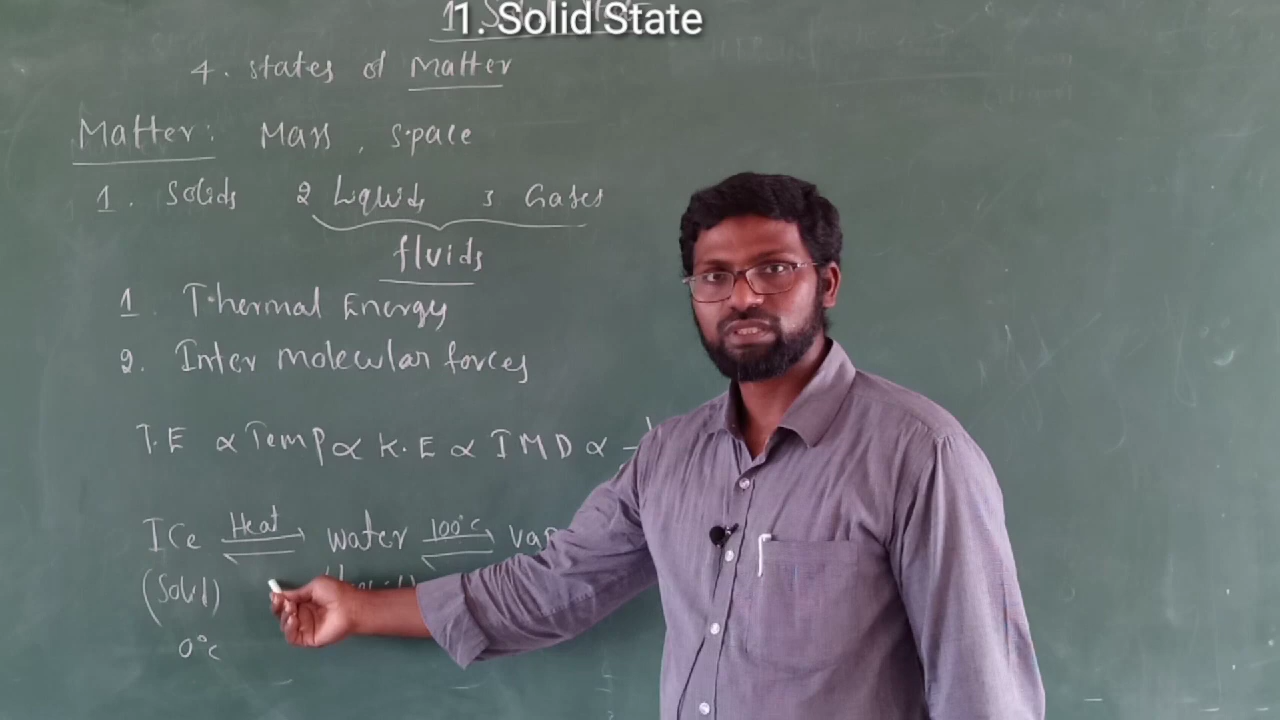 1. Solid State
4. states of Matter
Matter: Mass, space
1. Solids 2 Liquids 3 Gases
fluids
1. Thermal Energy
2. Inter molecular forces
T.E ∝ Temp ∝ K.E ∝ I M D ∝
ICe Heat water 100°C
(Solid)
0°C